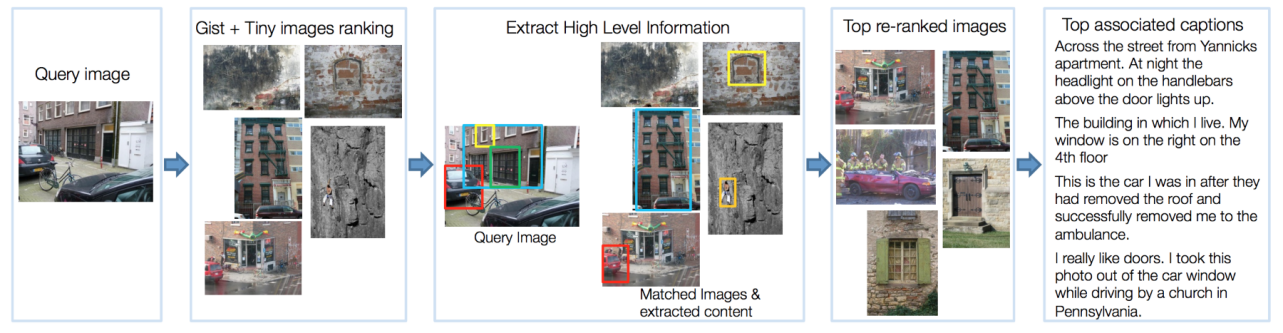 Query image
Gist + Tiny images ranking
Extract High Level Information
Query Image
Matched Images &
extracted content
Top re-ranked images
Top associated captions
Across the street from Yannicks
apartment. At night the
headlight on the handlebars
above the door lights up.
The building in which I live. My
window is on the right on the
4th floor
This is the car I was in after they
had removed the roof and
successfully removed me to the
ambulance.
I really like doors. I took this
photo out of the car window
while driving by a church in
Pennsylvania.